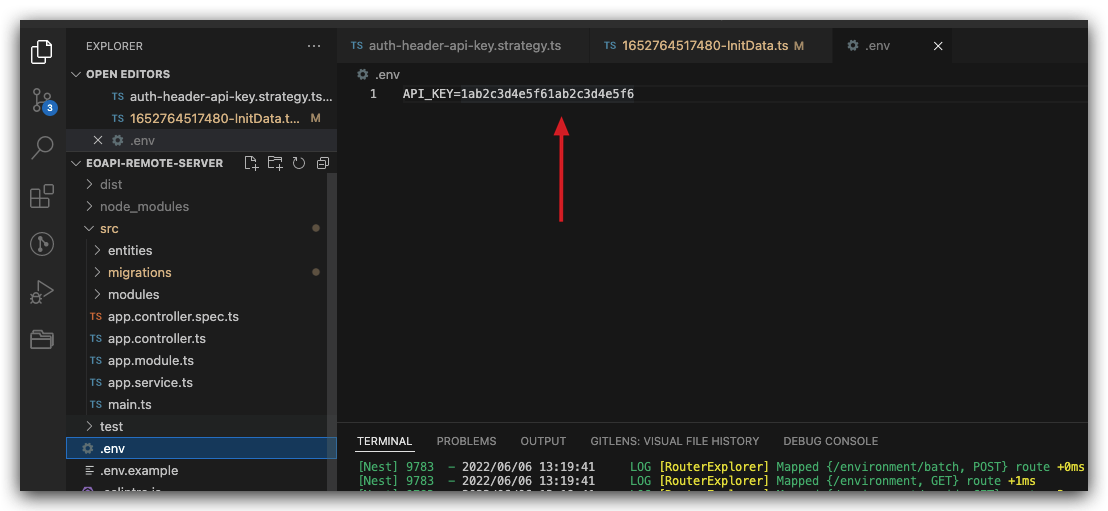 EXPLORER
OPEN EDITORS
TS auth-header-api-key.strategy.ts...
TS 1652764517480-InitData.t... M
.env
EOAPI-REMOTE-SERVER
dist
node_modules
src
entities
migrations
modules
TS app.controller.spec.ts
TS app.controller.ts
TS app.module.ts
TS app.service.ts
TS main.ts
test
.env
.env.example
3
TS auth-header-api-key.strategy.ts
TS 1652764517480-InitData.ts M
.env
.env
1 API_KEY=1ab2c3d4e5f61ab2c3d4e5f6
TERMINAL PROBLEMS OUTPUT GITLENS: VISUAL FILE HISTORY DEBUG CONSOLE
[Nest] 9783 - 2022/06/06 13:19:41 LOG [RouterExplorer] Mapped {/environment/batch, POST} route +0ms
[Nest] 9783 - 2022/06/06 13:19:41 LOG [RouterExplorer] Mapped {/environment, GET} route +1ms